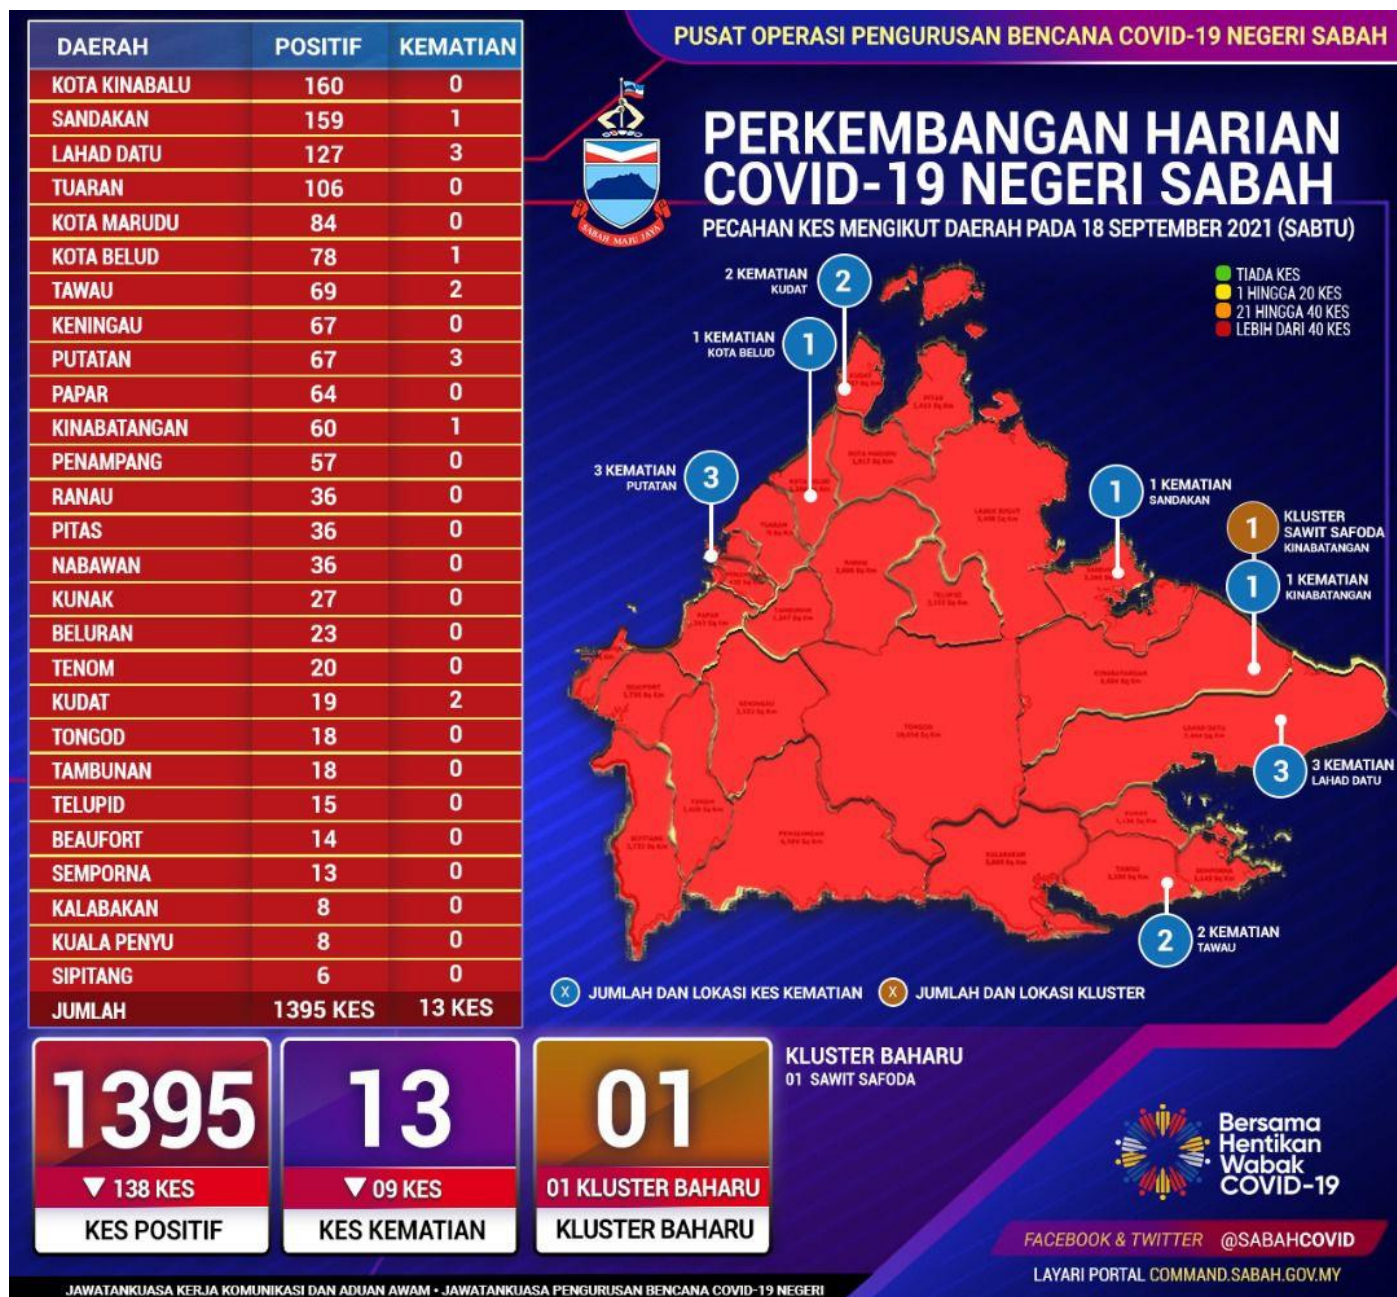 PUSAT OPERASI PENGURUSAN BENCANA COVID-19 NEGERI SABAH
PERKEMBANGAN HARIAN
COVID-19 NEGERI SABAH
PECAHAN KES MENGIKUT DAERAH PADA 18 SEPTEMBER 2021 (SABTU)
SABAH MAJU JAYA
DAERAH POSITIF KEMATIAN
KOTA KINABALU 160 0
SANDAKAN 159 1
LAHAD DATU 127 3
TUARAN 106 0
KOTA MARUDU 84 0
KOTA BELUD 78 1
TAWAU 69 2
KENINGAU 67 0
PUTATAN 67 3
PAPAR 64 0
KINABATANGAN 60 1
PENAMPANG 57 0
RANAU 36 0
PITAS 36 0
NABAWAN 36 0
KUNAK 27 0
BELURAN 23 0
TENOM 20 0
KUDAT 19 2
TONGOD 18 0
TAMBUNAN 18 0
TELUPID 15 0
BEAUFORT 14 0
SEMPORNA 13 0
KALABAKAN 8 0
KUALA PENYU 8 0
SIPITANG 6 0
JUMLAH 1395 KES 13 KES
TIADA KES
1 HINGGA 20 KES
21 HINGGA 40 KES
LEBIH DARI 40 KES
2 KEMATIAN
KUDAT
2
1 KEMATIAN
KOTA BELUD
1
3 KEMATIAN
PUTATAN
3
1
1 KEMATIAN
SANDAKAN
1
KLUSTER
SAWIT SAFODA
KINABATANGAN
1
1 KEMATIAN
KINABATANGAN
3
3 KEMATIAN
LAHAD DATU
2
2 KEMATIAN
TAWAU
X JUMLAH DAN LOKASI KES KEMATIAN
X JUMLAH DAN LOKASI KLUSTER
1395
▼ 138 KES
KES POSITIF
13
▼ 09 KES
KES KEMATIAN
01
01 KLUSTER BAHARU
KLUSTER BAHARU
KLUSTER BAHARU
01 SAWIT SAFODA
Bersama
Hentikan
Wabak
COVID-19
FACEBOOK & TWITTER @SABAHCOVID
LAYARI PORTAL COMMAND.SABAH.GOV.MY
JAWATANKUASA KERJA KOMUNIKASI DAN ADUAN AWAM • JAWATANKUASA PENGURUSAN BENCANA COVID-19 NEGERI